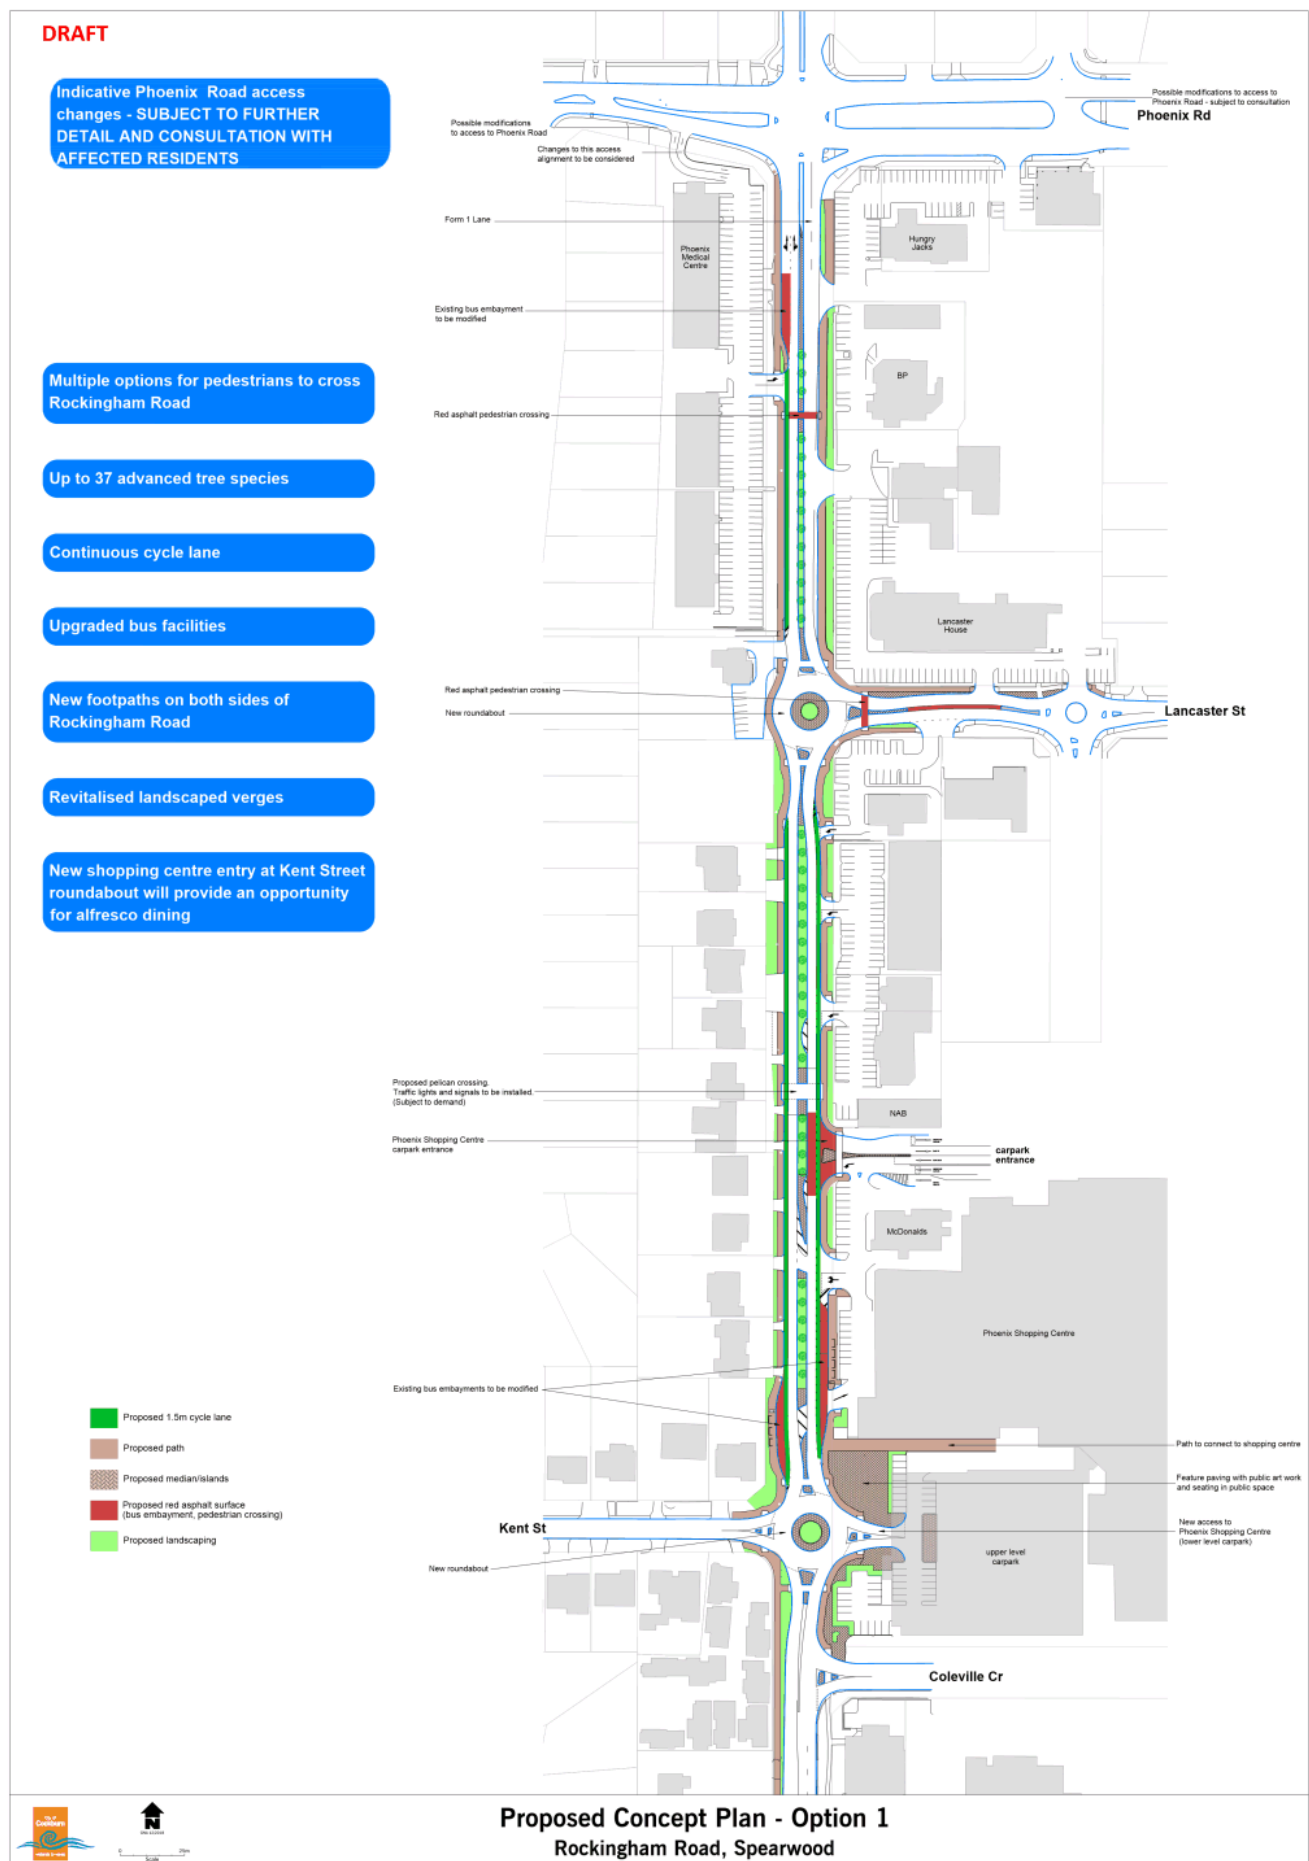 DRAFT
Indicative Phoenix Road access
changes - SUBJECT TO FURTHER
DETAIL AND CONSULTATION WITH
AFFECTED RESIDENTS
Multiple options for pedestrians to cross
Rockingham Road
Up to 37 advanced tree species
Continuous cycle lane
Upgraded bus facilities
New footpaths on both sides of
Rockingham Road
Revitalised landscaped verges
New shopping centre entry at Kent Street
roundabout will provide an opportunity
for alfresco dining
Possible modifications to access to
Phoenix Road - subject to consultation
Phoenix Rd
Possible modifications
to access to Phoenix Road
Changes to this access
alignment to be considered
Form 1 Lane
Hungry
Jacks
Phoenix
Medical
Centre
Existing bus embayment
to be modified
BP
Red asphalt pedestrian crossing
Lancaster
House
Red asphalt pedestrian crossing
New roundabout
Lancaster St
Proposed pelican crossing.
Traffic lights and signals to be installed.
(Subject to demand)
NAB
Phoenix Shopping Centre
carpark entrance
carpark
entrance
McDonalds
Phoenix Shopping Centre
Existing bus embayments to be modified
Path to connect to shopping centre
Feature paving with public art work
and seating in public space
Kent St
New access to
Phoenix Shopping Centre
(lower level carpark)
upper level
carpark
New roundabout
Coleville Cr
Proposed 1.5m cycle lane
Proposed path
Proposed median/islands
Proposed red asphalt surface
(bus embayment, pedestrian crossing)
Proposed landscaping
City of
Cockburn
N
0
25m
Scale
Proposed Concept Plan - Option 1
Rockingham Road, Spearwood